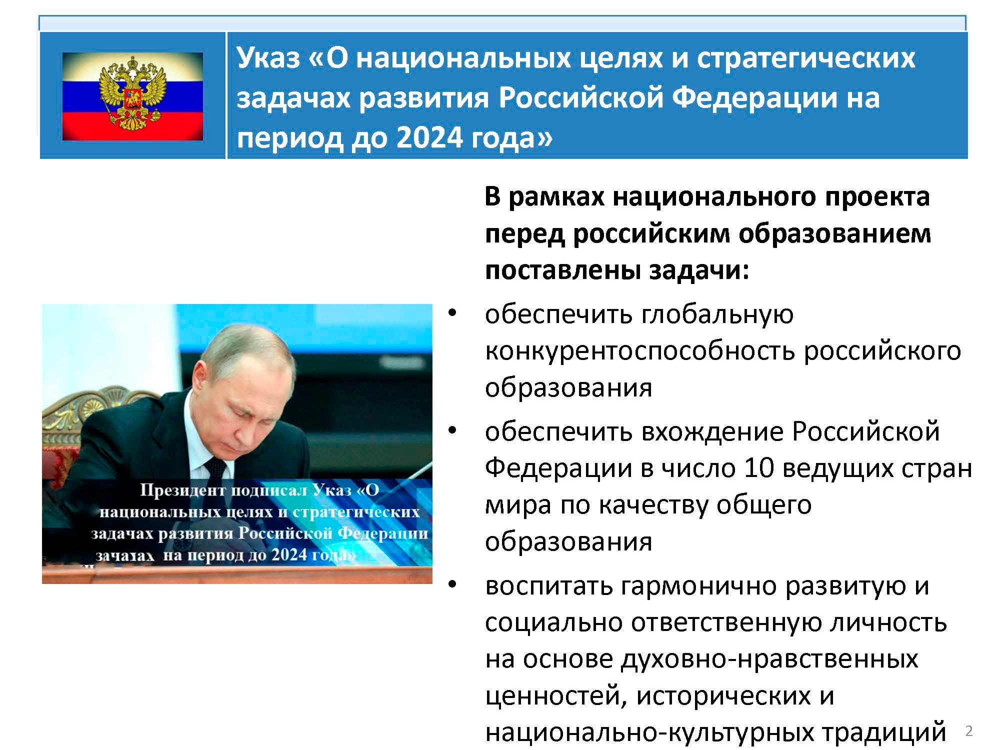 Указ «О национальных целях и стратегических
задачах развития Российской Федерации на
период до 2024 года»
В рамках национального проекта
перед российским образованием
поставлены задачи:
• обеспечить глобальную
конкурентоспособность российского
образования
• обеспечить вхождение Российской
Федерации в число 10 ведущих стран
мира по качеству общего
образования
• воспитать гармонично развитую и
социально ответственную личность
на основе духовно-нравственных
ценностей, исторических и
национально-культурных традиций
Президент подписал Указ «О
национальных целях и стратегических
задачах развития Российской Федерации
на период до 2024 года»
2